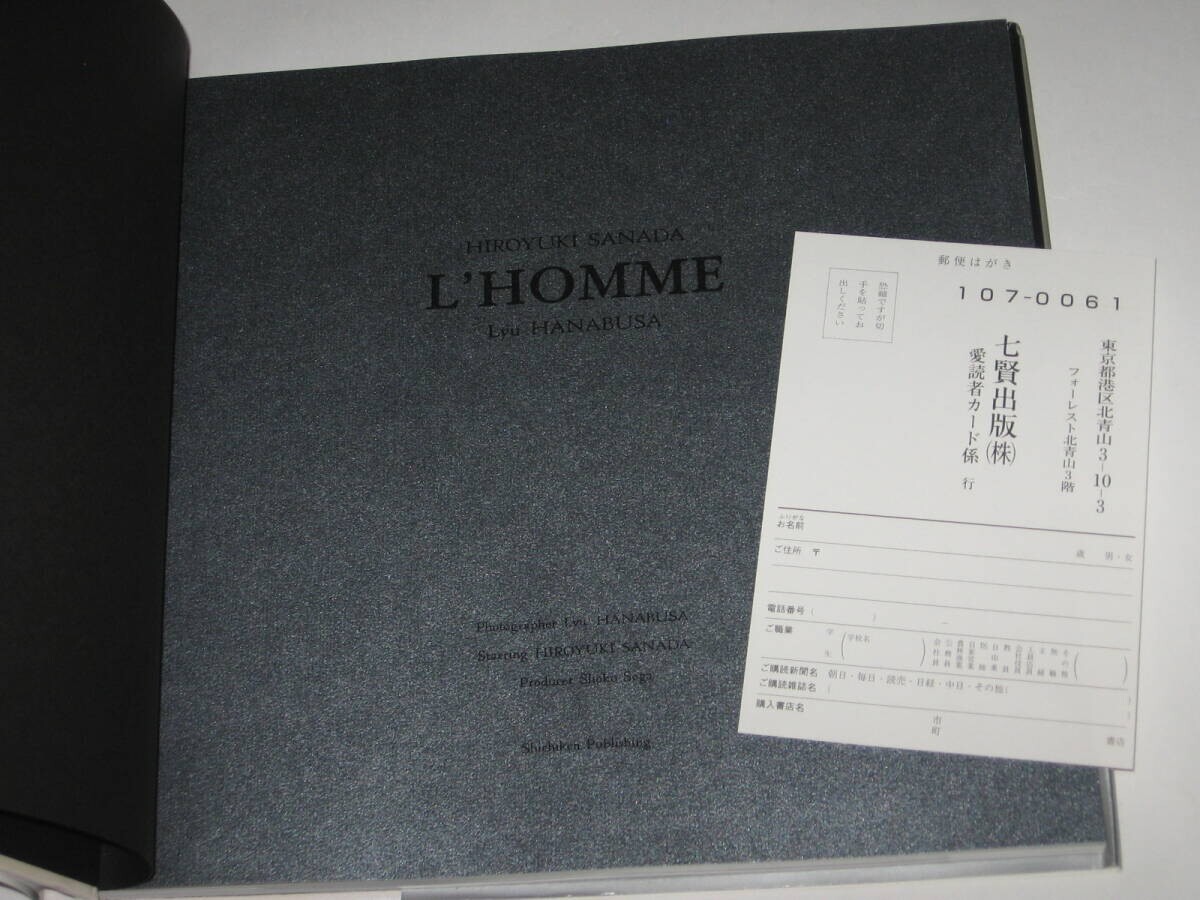 HIROYUKI SANADA
L'HOMME
Lyu HANABUSA
Photographer Lyu HANABUSA
Starring HIROYUKI SANADA
Producer Shoko Soga
Shichiken Publishing
郵便はがき
107-0061
恐縮ですが切
手を貼ってお
出しください
東京都港区北青山3-10-3
フォーレスト北青山3階
七賢出版(株)
愛読者カード係 行
ふりがな
お名前
歳 男・女
ご住所 〒
電話番号( ) -
ご職業
学生(学校名 )
ご購読新聞名 朝日・毎日・読売・日経・中日・その他( )
ご購読雑誌名( )
購入書店名
市
町
書店